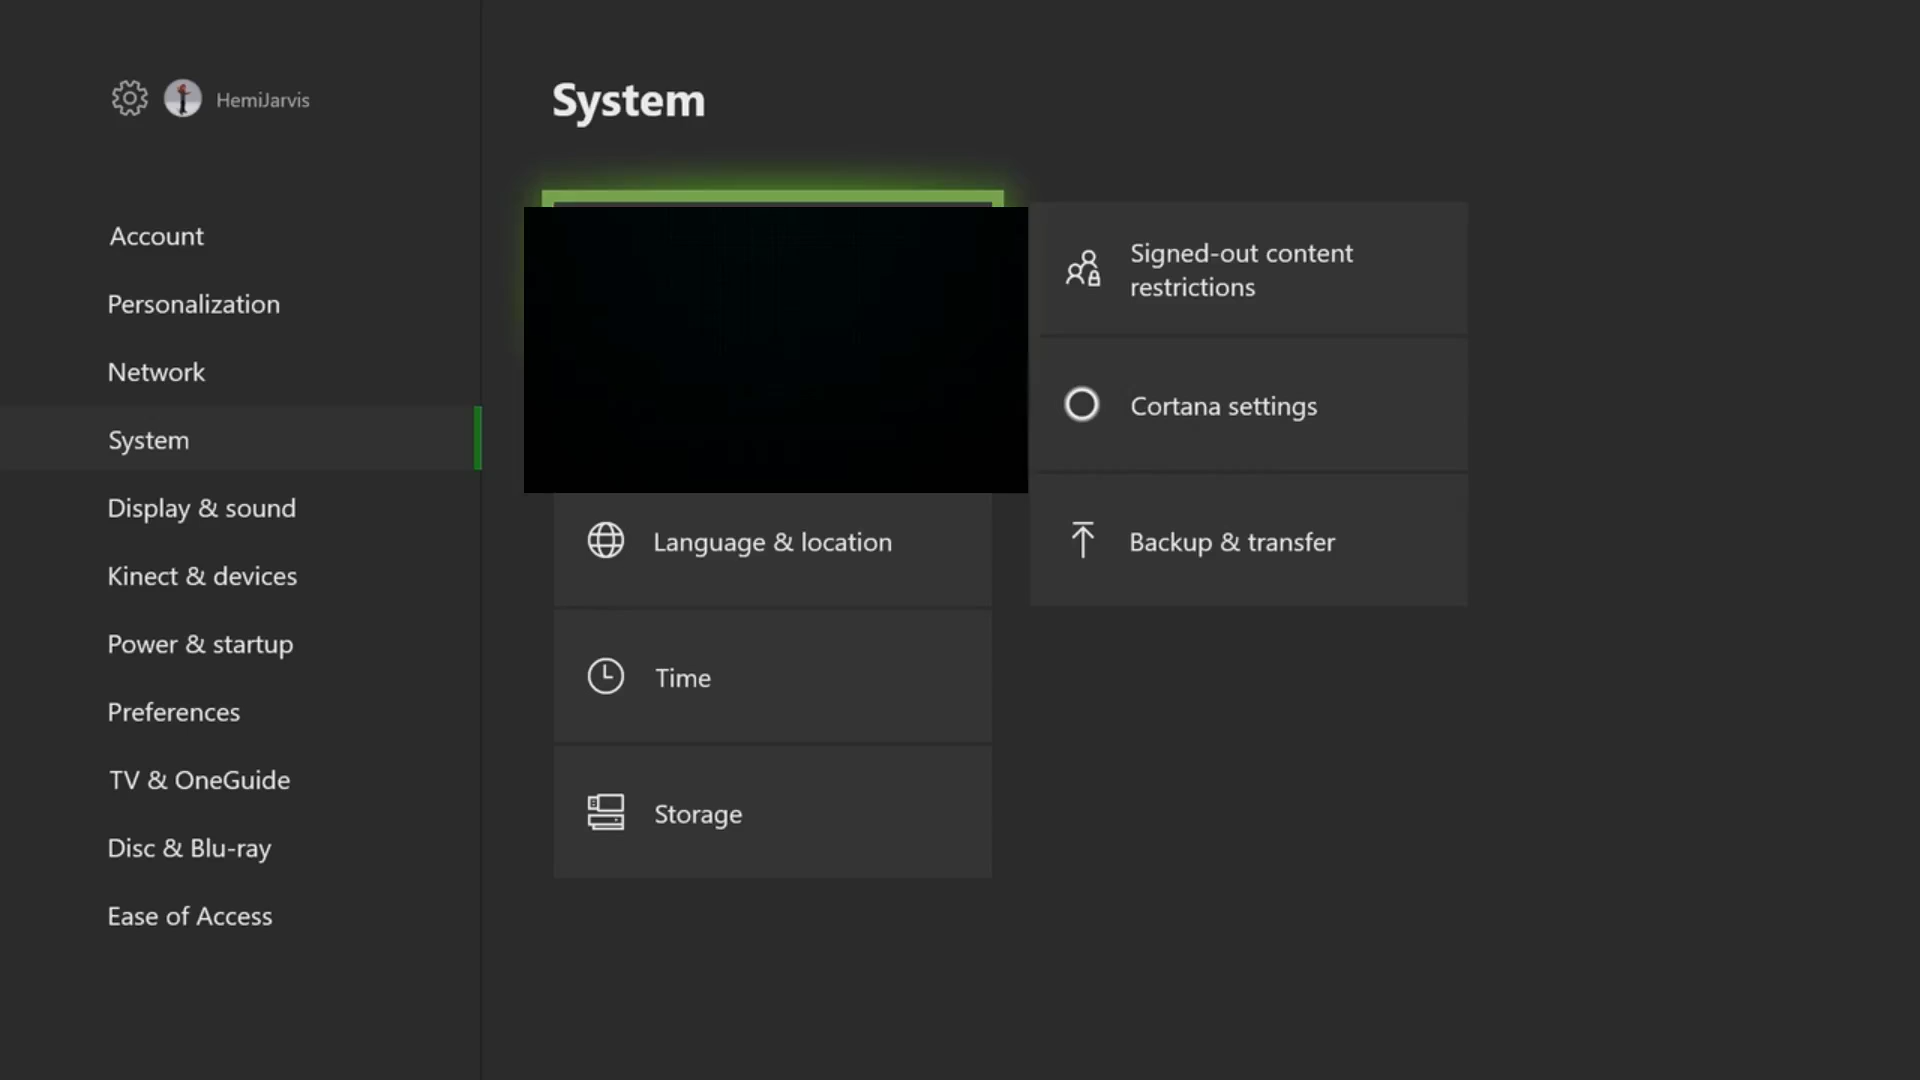 HemiJarvis
Account
Personalization
Network
System
Display & sound
Kinect & devices
Power & startup
Preferences
TV & OneGuide
Disc & Blu-ray
Ease of Access
System
Language & location
Time
Storage
Signed-out content
restrictions
Cortana settings
Backup & transfer